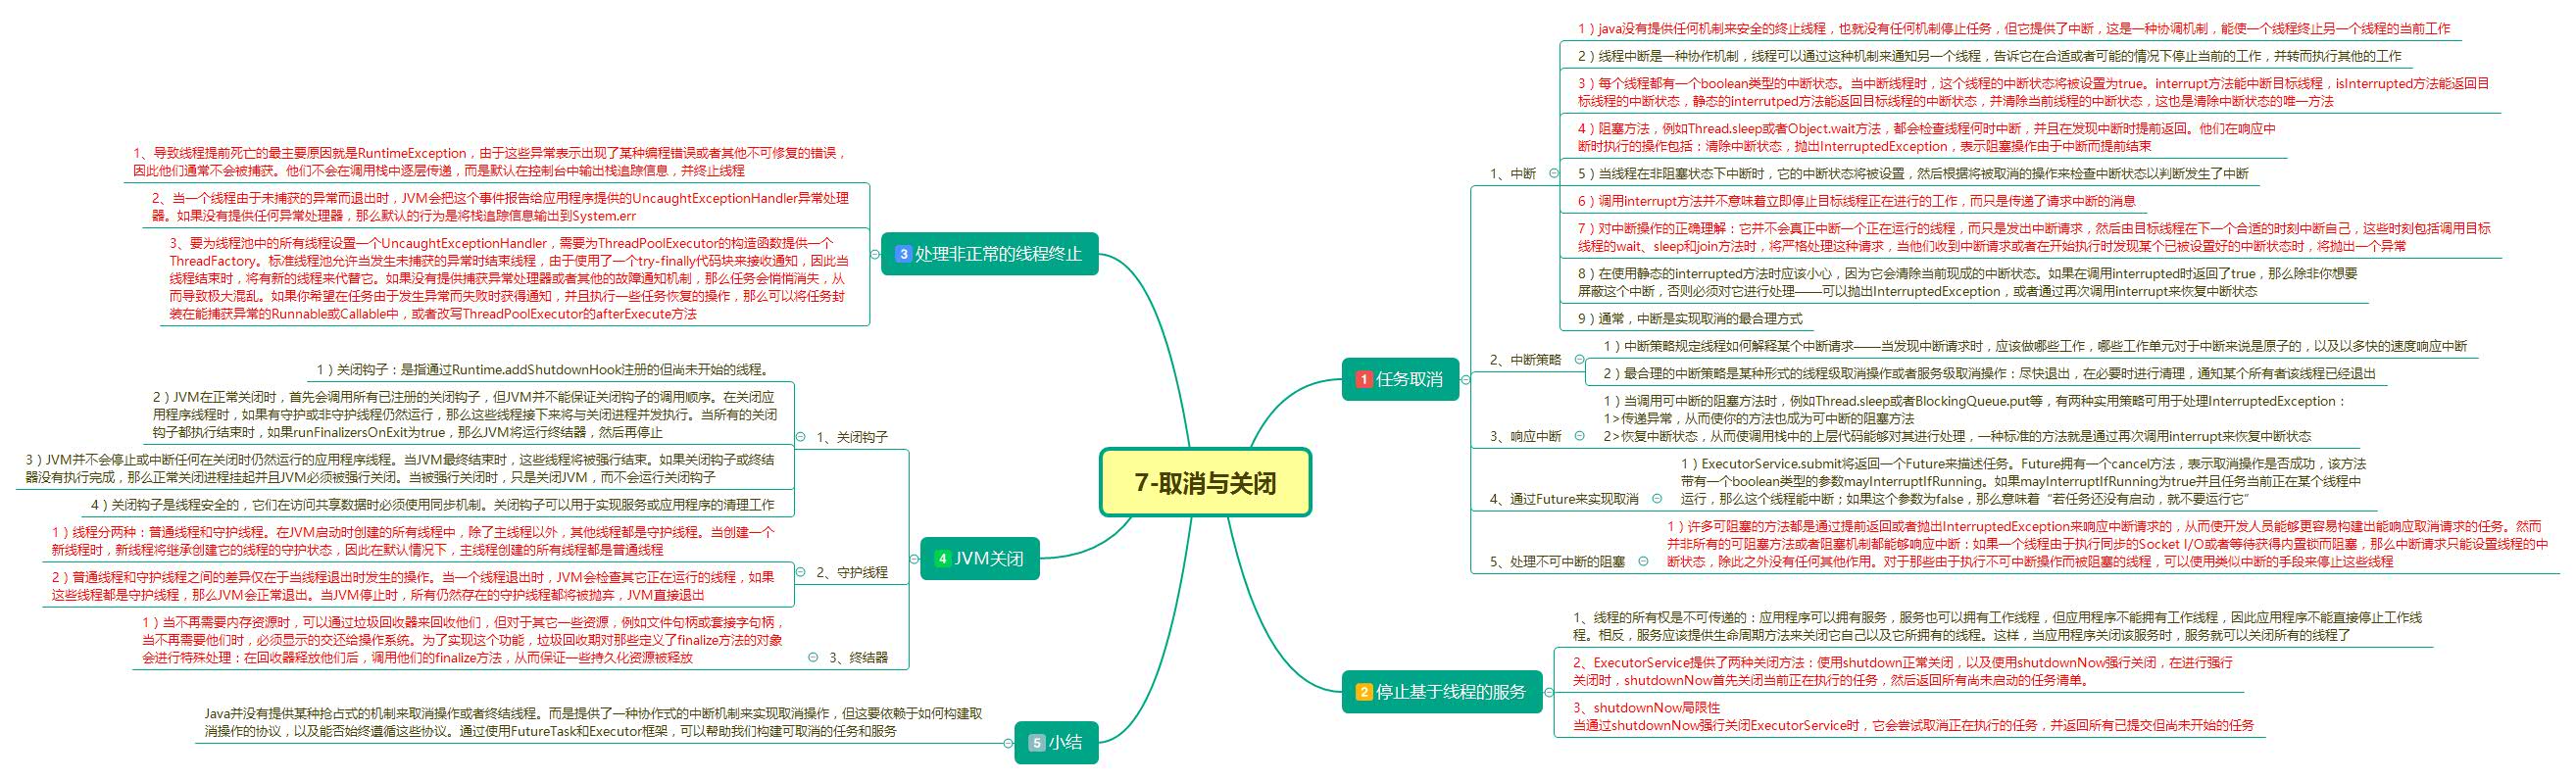 7-取消与关闭
1 任务取消
1、中断
1）java没有提供任何机制来安全的终止线程，也就没有任何机制停止任务，但它提供了中断，这是一种协调机制，能使一个线程终止另一个线程的当前工作
2）线程中断是一种协作机制，线程可以通过这种机制来通知另一个线程，告诉它在合适或者可能的情况下停止当前的工作，并转而执行其他的工作
3）每个线程都有一个boolean类型的中断状态。当中断线程时，这个线程的中断状态将被设置为true。interrupt方法能中断目标线程，isInterrupted方法能返回目
标线程的中断状态，静态的interrutped方法能返回目标线程的中断状态，并清除当前线程的中断状态，这也是清除中断状态的唯一方法
4）阻塞方法，例如Thread.sleep或者Object.wait方法，都会检查线程何时中断，并且在发现中断时提前返回。他们在响应中
断时执行的操作包括：清除中断状态，抛出InterruptedException，表示阻塞操作由于中断而提前结束
5）当线程在非阻塞状态下中断时，它的中断状态将被设置，然后根据将被取消的操作来检查中断状态以判断发生了中断
6）调用interrupt方法并不意味着立即停止目标线程正在进行的工作，而只是传递了请求中断的消息
7）对中断操作的正确理解：它并不会真正中断一个正在运行的线程，而只是发出中断请求，然后由目标线程在下一个合适的时刻中断自己，这些时刻包括调用目标
线程的wait、sleep和join方法时，将严格处理这种请求，当他们收到中断请求或者在开始执行时发现某个已被设置好的中断状态时，将抛出一个异常
8）在使用静态的interrupted方法时应该小心，因为它会清除当前现成的中断状态。如果在调用interrupted时返回了true，那么除非你想要
屏蔽这个中断，否则必须对它进行处理——可以抛出InterruptedException，或者通过再次调用interrupt来恢复中断状态
9）通常，中断是实现取消的最合理方式
2、中断策略
1）中断策略规定线程如何解释某个中断请求——当发现中断请求时，应该做哪些工作，哪些工作单元对于中断来说是原子的，以及以多快的速度响应中断
2）最合理的中断策略是某种形式的线程级取消操作或者服务级取消操作：尽快退出，在必要时进行清理，通知某个所有者该线程已经退出
3、响应中断
1）当调用可中断的阻塞方法时，例如Thread.sleep或者BlockingQueue.put等，有两种实用策略可用于处理InterruptedException：
1>传递异常，从而使你的方法也成为可中断的阻塞方法
2>恢复中断状态，从而使调用栈中的上层代码能够对其进行处理，一种标准的方法就是通过再次调用interrupt来恢复中断状态
4、通过Future来实现取消
1）ExecutorService.submit将返回一个Future来描述任务。Future拥有一个cancel方法，表示取消操作是否成功，该方法
带有一个boolean类型的参数mayInterruptIfRunning。如果mayInterruptIfRunning为true并且任务当前正在某个线程中
运行，那么这个线程能中断；如果这个参数为false，那么意味着“若任务还没有启动，就不要运行它”
5、处理不可中断的阻塞
1）许多可阻塞的方法都是通过提前返回或者抛出InterruptedException来响应中断请求的，从而使开发人员能够更容易构建出能响应取消请求的任务。然而
并非所有的可阻塞方法或者阻塞机制都能够响应中断；如果一个线程由于执行同步的Socket I/O或者等待获得内置锁而阻塞，那么中断请求只能设置线程的中
断状态，除此之外没有任何其他作用。对于那些由于执行不可中断操作而被阻塞的线程，可以使用类似中断的手段来停止这些线程
2 停止基于线程的服务
1、线程的所有权是不可传递的：应用程序可以拥有服务，服务也可以拥有工作线程，但应用程序不能拥有工作线程，因此应用程序不能直接停止工作线
程。相反，服务应该提供生命周期方法来关闭它自己以及它所拥有的线程。这样，当应用程序关闭该服务时，服务就可以关闭所有的线程了
2、ExecutorService提供了两种关闭方法：使用shutdown正常关闭，以及使用shutdownNow强行关闭，在进行强行
关闭时，shutdownNow首先关闭当前正在执行的任务，然后返回所有尚未启动的任务清单。
3、shutdownNow局限性
当通过shutdownNow强行关闭ExecutorService时，它会尝试取消正在执行的任务，并返回所有已提交但尚未开始的任务
3 处理非正常的线程终止
1、导致线程提前死亡的最主要原因就是RuntimeException，由于这些异常表示出现了某种编程错误或者其他不可修复的错误，
因此他们通常不会被捕获。他们不会在调用栈中逐层传递，而是默认在控制台中输出栈追踪信息，并终止线程
2、当一个线程由于未捕获的异常而退出时，JVM会把这个事件报告给应用程序提供的UncaughtExceptionHandler异常处理
器。如果没有提供任何异常处理器，那么默认的行为是将栈追踪信息输出到System.err
3、要为线程池中的所有线程设置一个UncaughtExceptionHandler，需要为ThreadPoolExecutor的构造函数提供一个
ThreadFactory。标准线程池允许当发生未捕获的异常时结束线程，由于使用了一个try-finally代码块来接收通知，因此当
线程结束时，将有新的线程来代替它。如果没有提供捕获异常处理器或者其他的故障通知机制，那么任务会悄悄消失，从
而导致极大混乱。如果你希望在任务由于发生异常而失败时获得通知，并且执行一些任务恢复的操作，那么可以将任务封
装在能捕获异常的Runnable或Callable中，或者改写ThreadPoolExecutor的afterExecute方法
4 JVM关闭
1、关闭钩子
1）关闭钩子：是指通过Runtime.addShutdownHook注册的但尚未开始的线程。
2）JVM在正常关闭时，首先会调用所有已注册的关闭钩子，但JVM并不能保证关闭钩子的调用顺序。在关闭应
用程序线程时，如果有守护或非守护线程仍然运行，那么这些线程接下来将与关闭进程并发执行。当所有的关闭
钩子都执行结束时，如果runFinalizersOnExit为true，那么JVM将运行终结器，然后再停止
3）JVM并不会停止或中断任何在关闭时仍然运行的应用程序线程。当JVM最终结束时，这些线程将被强行结束。如果关闭钩子或终结
器没有执行完成，那么正常关闭进程挂起并且JVM必须被强行关闭。当被强行关闭时，只是关闭JVM，而不会运行关闭钩子
4）关闭钩子是线程安全的，它们在访问共享数据时必须使用同步机制。关闭钩子可以用于实现服务或应用程序的清理工作
2、守护线程
1）线程分两种：普通线程和守护线程。在JVM启动时创建的所有线程中，除了主线程以外，其他线程都是守护线程。当创建一个
新线程时，新线程将继承创建它的线程的守护状态，因此在默认情况下，主线程创建的所有线程都是普通线程
2）普通线程和守护线程之间的差异仅在于当线程退出时发生的操作。当一个线程退出时，JVM会检查其它正在运行的线程，如果
这些线程都是守护线程，那么JVM会正常退出。当JVM停止时，所有仍然存在的守护线程都将被抛弃，JVM直接退出
3、终结器
1）当不再需要内存资源时，可以通过垃圾回收器来回收他们，但对于其它一些资源，例如文件句柄或套接字句柄，
当不再需要他们时，必须显示的交还给操作系统。为了实现这个功能，垃圾回收期对那些定义了finalize方法的对象
会进行特殊处理：在回收器释放他们后，调用他们的finalize方法，从而保证一些持久化资源被释放
5 小结
Java并没有提供某种抢占式的机制来取消操作或者终结线程。而是提供了一种协作式的中断机制来实现取消操作，但这要依赖于如何构建取
消操作的协议，以及能否始终遵循这些协议。通过使用FutureTask和Executor框架，可以帮助我们构建可取消的任务和服务